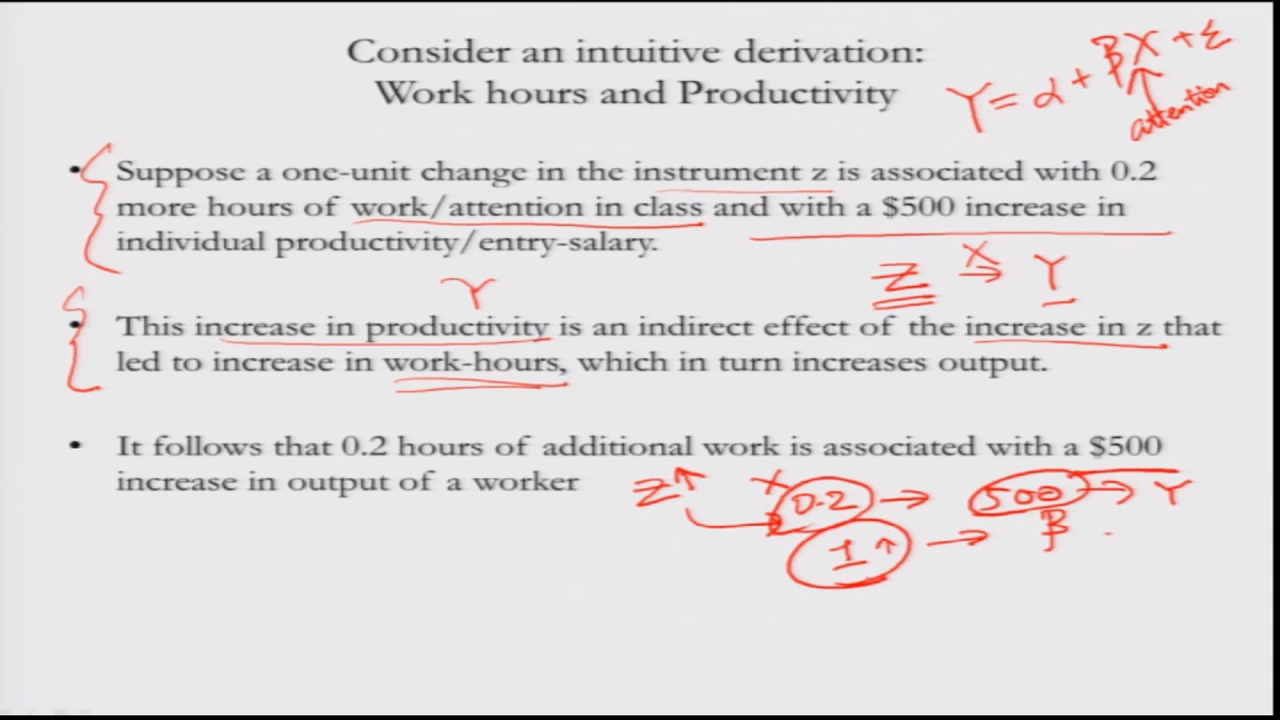 Consider an intuitive derivation:
Work hours and Productivity
Y = α + βX + ε
attention
• Suppose a one-unit change in the instrument z is associated with 0.2
more hours of work/attention in class and with a $500 increase in
individual productivity/entry-salary.
Z X → Y
Y
• This increase in productivity is an indirect effect of the increase in z that
led to increase in work-hours, which in turn increases output.
• It follows that 0.2 hours of additional work is associated with a $500
increase in output of a worker
Z↑ X 0.2 → 500 → Y
1↑ → β